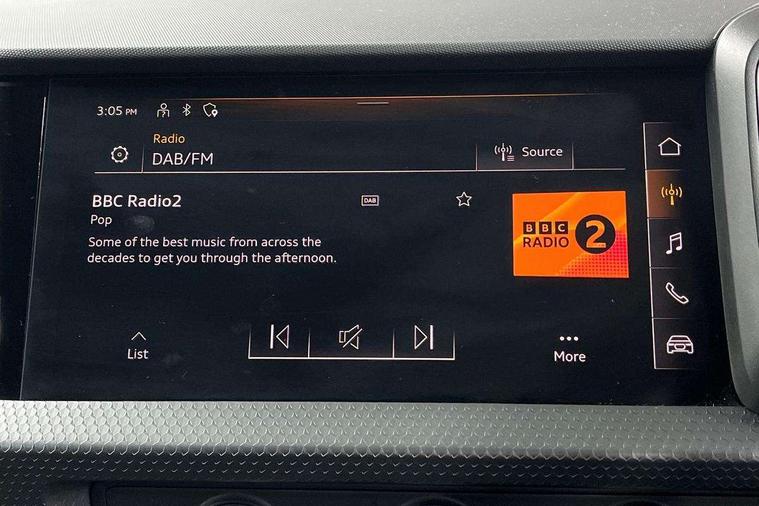 3:05 PM
Radio
DAB/FM
Source
BBC Radio2
DAB
Pop
Some of the best music from across the
decades to get you through the afternoon.
BBC
RADIO 2
List
More